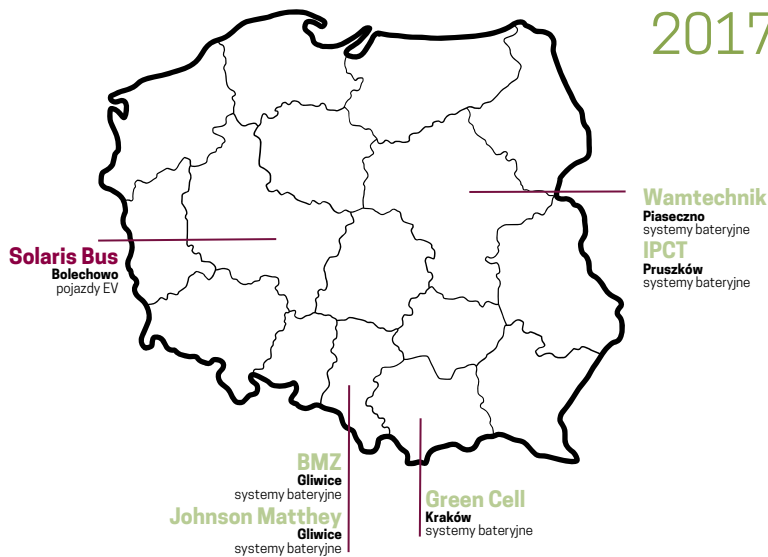 2017
Wamtechnik
Piaseczno
systemy bateryjne
IPCT
Pruszków
systemy bateryjne
Solaris Bus
Bolechowo
pojazdy EV
BMZ
Gliwice
systemy bateryjne
Johnson Matthey
Gliwice
systemy bateryjne
Green Cell
Kraków
systemy bateryjne